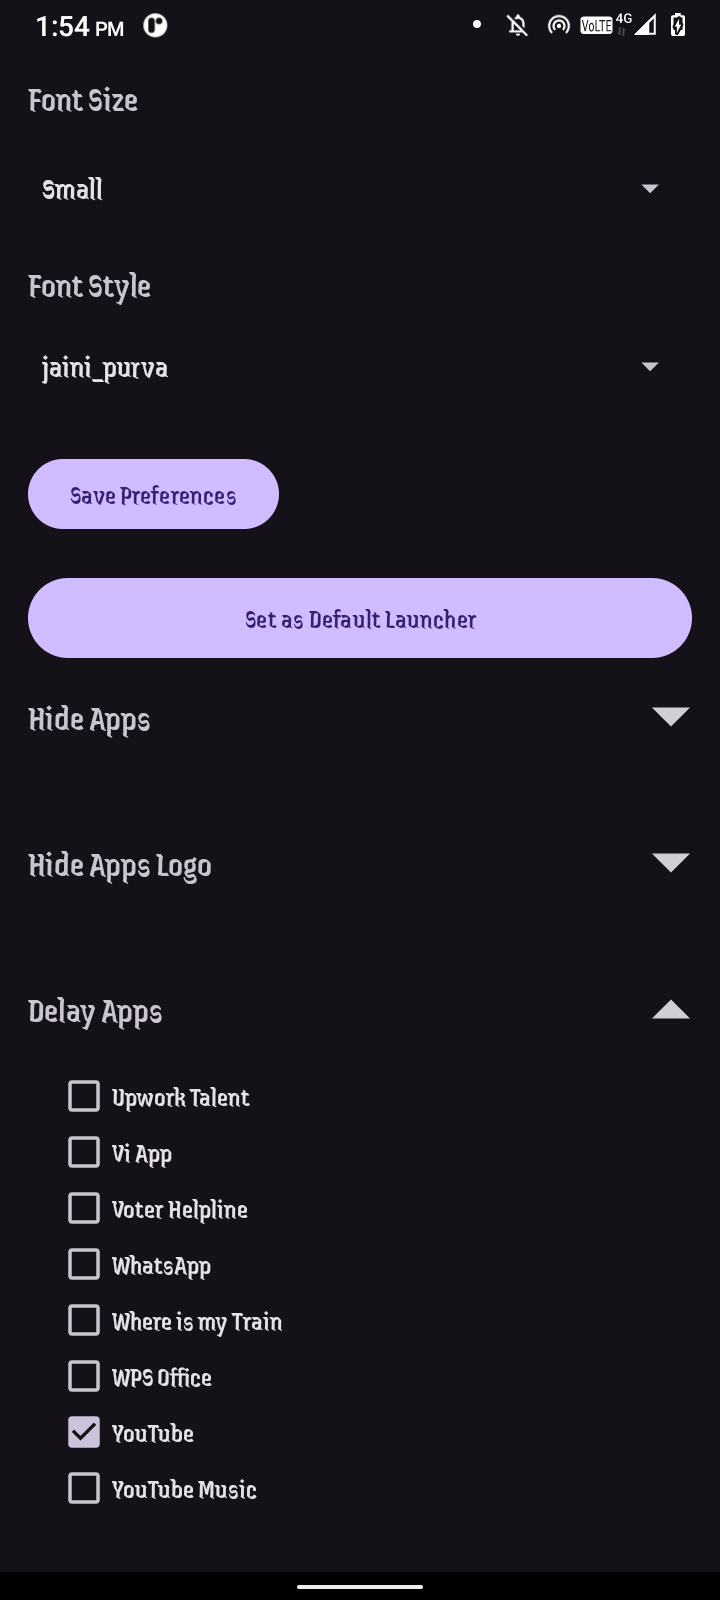 1:54 PM
VoLTE 4G
Font Size
Small
Font Style
jaini_purva
Save Preferences
Set as Default Launcher
Hide Apps
Hide Apps Logo
Delay Apps
Upwork Talent
Vi App
Voter Helpline
WhatsApp
Where is my Train
WPS Office
YouTube
YouTube Music